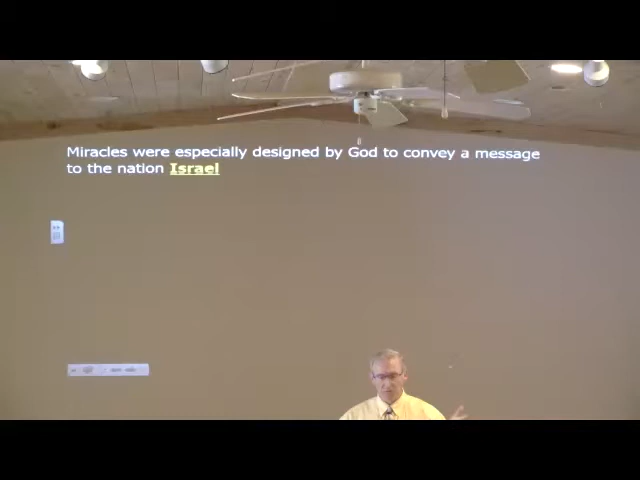 Miracles were especially designed by God to convey a message
to the nation Israel